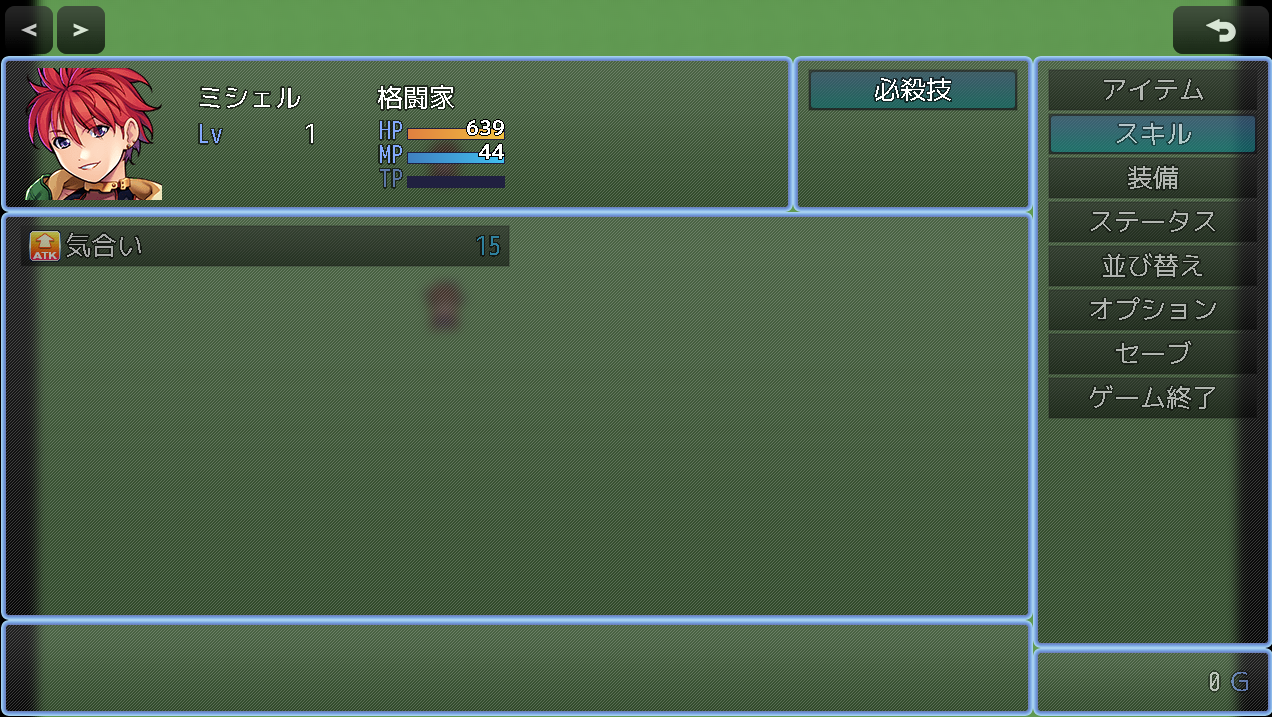 < >
ミシェル 格闘家
Lv 1
HP 639
MP 44
TP
必殺技
アイテム
スキル
装備
ステータス
並び替え
オプション
セーブ
ゲーム終了
ATK 気合い 15
0 G